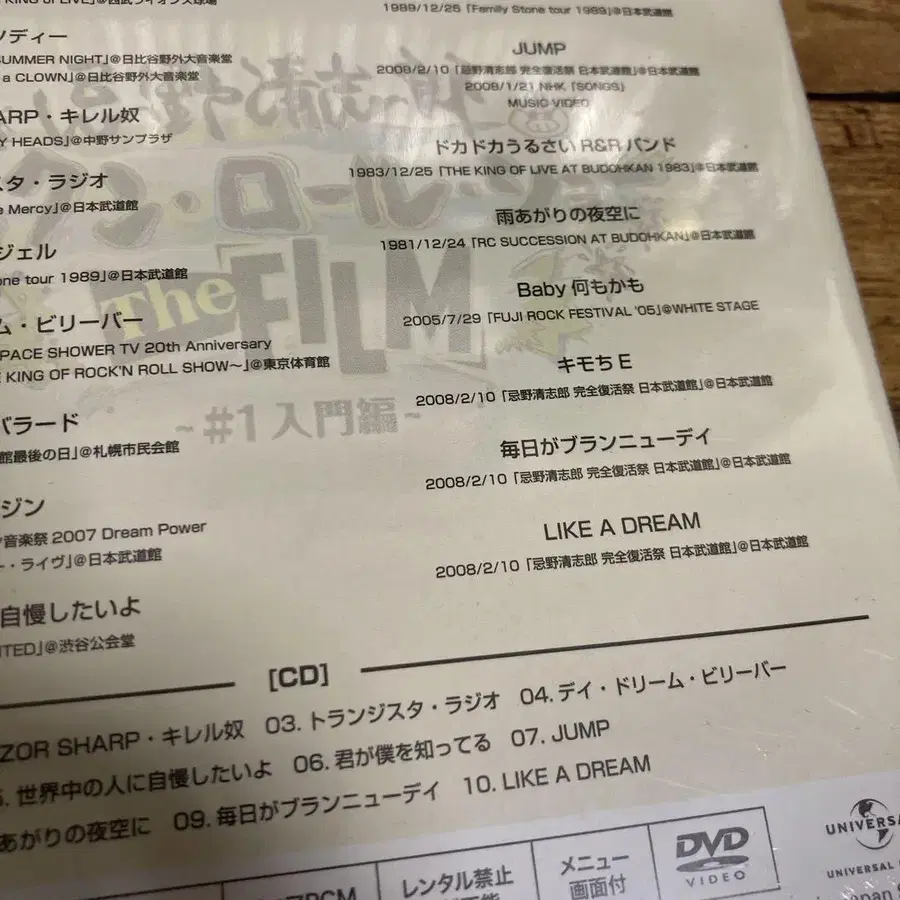 KING OF LIVE」@西武ライオンズ球場
ンディー
SUMMER NIGHT」@日比谷野外大音楽堂
a CLOWN」@日比谷野外大音楽堂
ARP・キレル奴
Y HEADS」@中野サンプラザ
スタ・ラジオ
e Mercy」@日本武道館
ジェル
one tour 1989」@日本武道館
ム・ビリーバー
PACE SHOWER TV 20th Anniversary
E KING OF ROCK'N ROLL SHOW〜」@東京体育館
バラード
館最後の日」@札幌市民会館
ジン
音楽祭 2007 Dream Power
ー・ライヴ」@日本武道館
自慢したいよ
ITED」@渋谷公会堂
1989/12/26「Family Stone tour 1989」@日本武道館
JUMP
2008/2/10「忌野清志郎 完全復活祭 日本武道館」@日本武道館
2008/1/21 NHK「SONGS」
MUSIC VIDEO
ドカドカうるさい R&R バンド
1983/12/25「THE KING OF LIVE AT BUDOHKAN 1983」@日本武道館
雨あがりの夜空に
1981/12/24「RC SUCCESSION AT BUDOHKAN」@日本武道館
Baby 何もかも
2005/7/29「FUJI ROCK FESTIVAL '05」@WHITE STAGE
キモちE
2008/2/10「忌野清志郎 完全復活祭 日本武道館」@日本武道館
毎日がブランニューデイ
2008/2/10「忌野清志郎 完全復活祭 日本武道館」@日本武道館
LIKE A DREAM
2008/2/10「忌野清志郎 完全復活祭 日本武道館」@日本武道館
The FILM
〜#1 入門編〜
[CD]
ZOR SHARP・キレル奴 03. トランジスタ・ラジオ 04. デイ・ドリーム・ビリーバー
5. 世界中の人に自慢したいよ 06. 君が僕を知ってる 07. JUMP
あがりの夜空に 09. 毎日がブランニューデイ 10. LIKE A DREAM
PCM
レンタル禁止
メニュー
画面付
DVD
VIDEO
UNIVERSA
UNIVERSAL